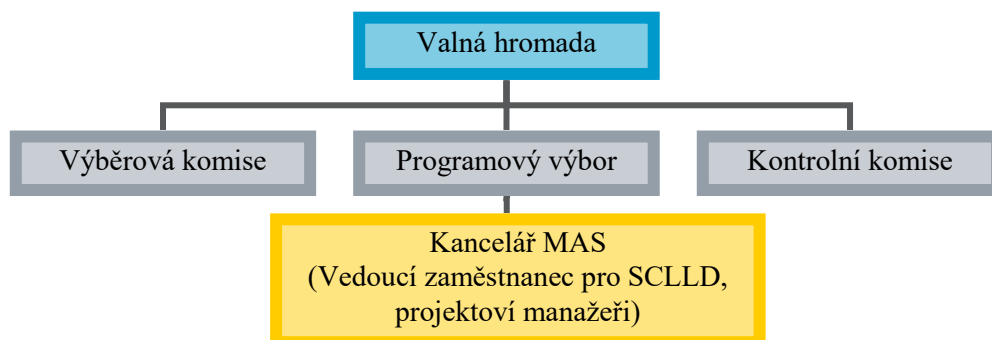 Valná hromada
Výběrová komise
Programový výbor
Kontrolní komise
Kancelář MAS
(Vedoucí zaměstnanec pro SCLLD,
projektoví manažeři)